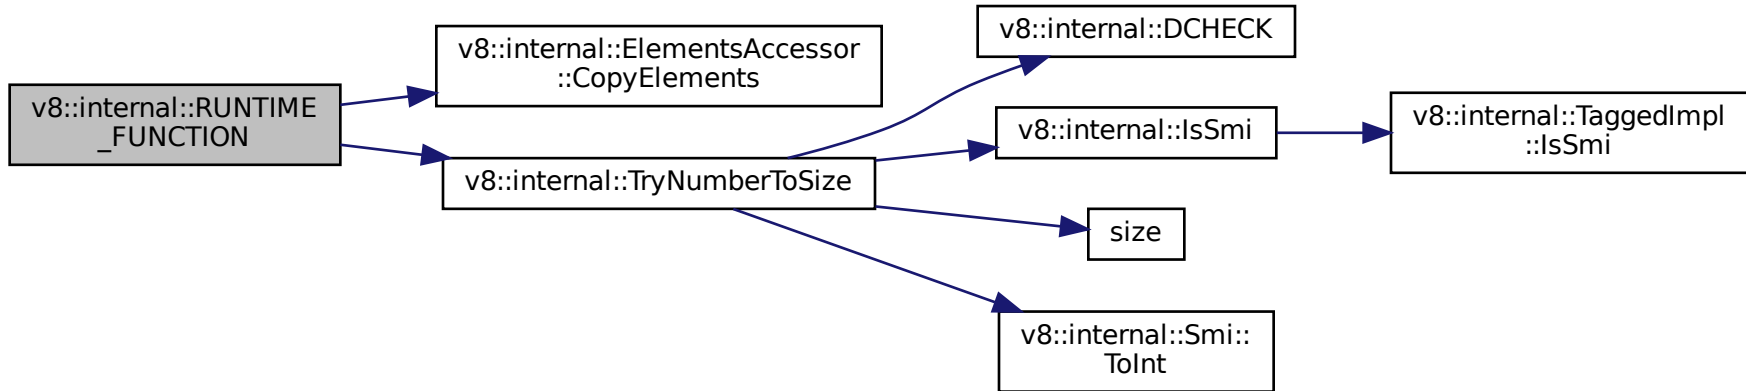 v8::internal::RUNTIME
_FUNCTION
v8::internal::ElementsAccessor
::CopyElements
v8::internal::TryNumberToSize
v8::internal::DCHECK
v8::internal::IsSmi
v8::internal::TaggedImpl
::IsSmi
size
v8::internal::Smi::
ToInt